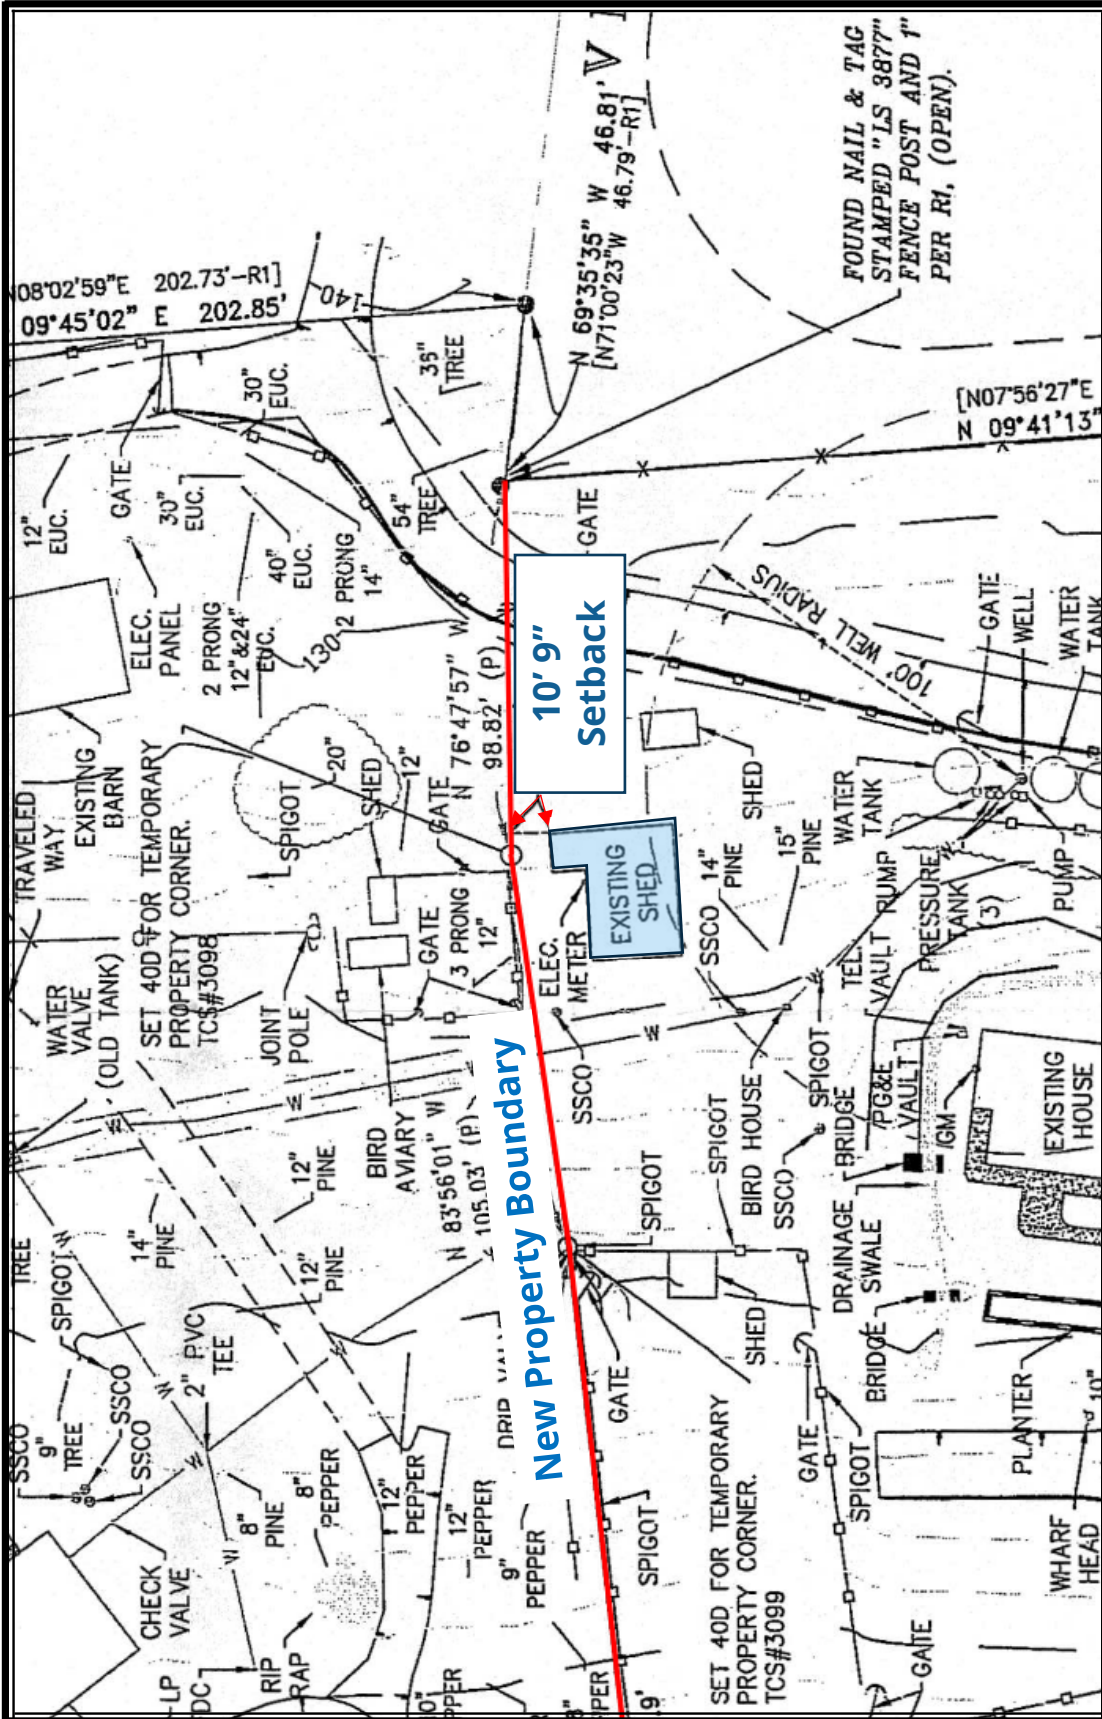 V I
N 69°35'35" W 46.81'
[N71°00'23"W 46.79'-R1]
FOUND NAIL & TAG
STAMPED "LS 3877"
FENCE POST AND 1"
PER R1, (OPEN).
N08°02'59"E 202.73'-R1]
09°45'02" E 202.85'
140
36"
TREE
[N07°56'27"E
N 09°41'13"
12"
EUC.
GATE
30"
EUC.
30"
EUC.
40"
EUC.
54"
TREE
2 PRONG
14"
GATE
ELEC.
PANEL
2 PRONG
12"&24"
EUC.
130
N 76°47'57" W
98.82' (P)
10' 9"
Setback
100' WELL RADIUS
GATE
WELL
WATER
TANK
TRAVELED
WAY
EXISTING
BARN
SET 40D FOR TEMPORARY
PROPERTY CORNER.
TCS#3098
SPIGOT
20"
SHED
12"
GATE
SHED
WATER
TANK
15"
PINE
14"
PINE
EXISTING
SHED
ELEC.
METER
SSCO
3 PRONG
12"
GATE
TEL.
VAULT
PUMP
PRESSURE
TANK
(3)
PUMP
WATER
VALVE
(OLD TANK)
JOINT
POLE
W
W
W
W
BIRD
AVIARY
N 83°56'01" W
105.03' (P)
New Property Boundary
SSCO
SPIGOT
SPIGOT
BIRD HOUSE
SSCO
SPIGOT
BRIDGE
PG&E
VAULT
GM
EXISTING
HOUSE
DRAINAGE
SWALE
BRIDGE
12"
PINE
14"
PINE
12"
PINE
TREE
SPIGOT
SSCO
9"
TREE
SSCO
SSCO
2" PVC
TEE
W
W
W
W
SHED
GATE
GATE
SPIGOT
PLANTER
10"
WHARF
HEAD
8"
PINE
8"
PEPPER
12"
PEPPER
12"
PEPPER
9"
PEPPER
DRIP
SPIGOT
SET 40D FOR TEMPORARY
PROPERTY CORNER.
TCS#3099
GATE
CHECK
VALVE
LP
RIP
RAP